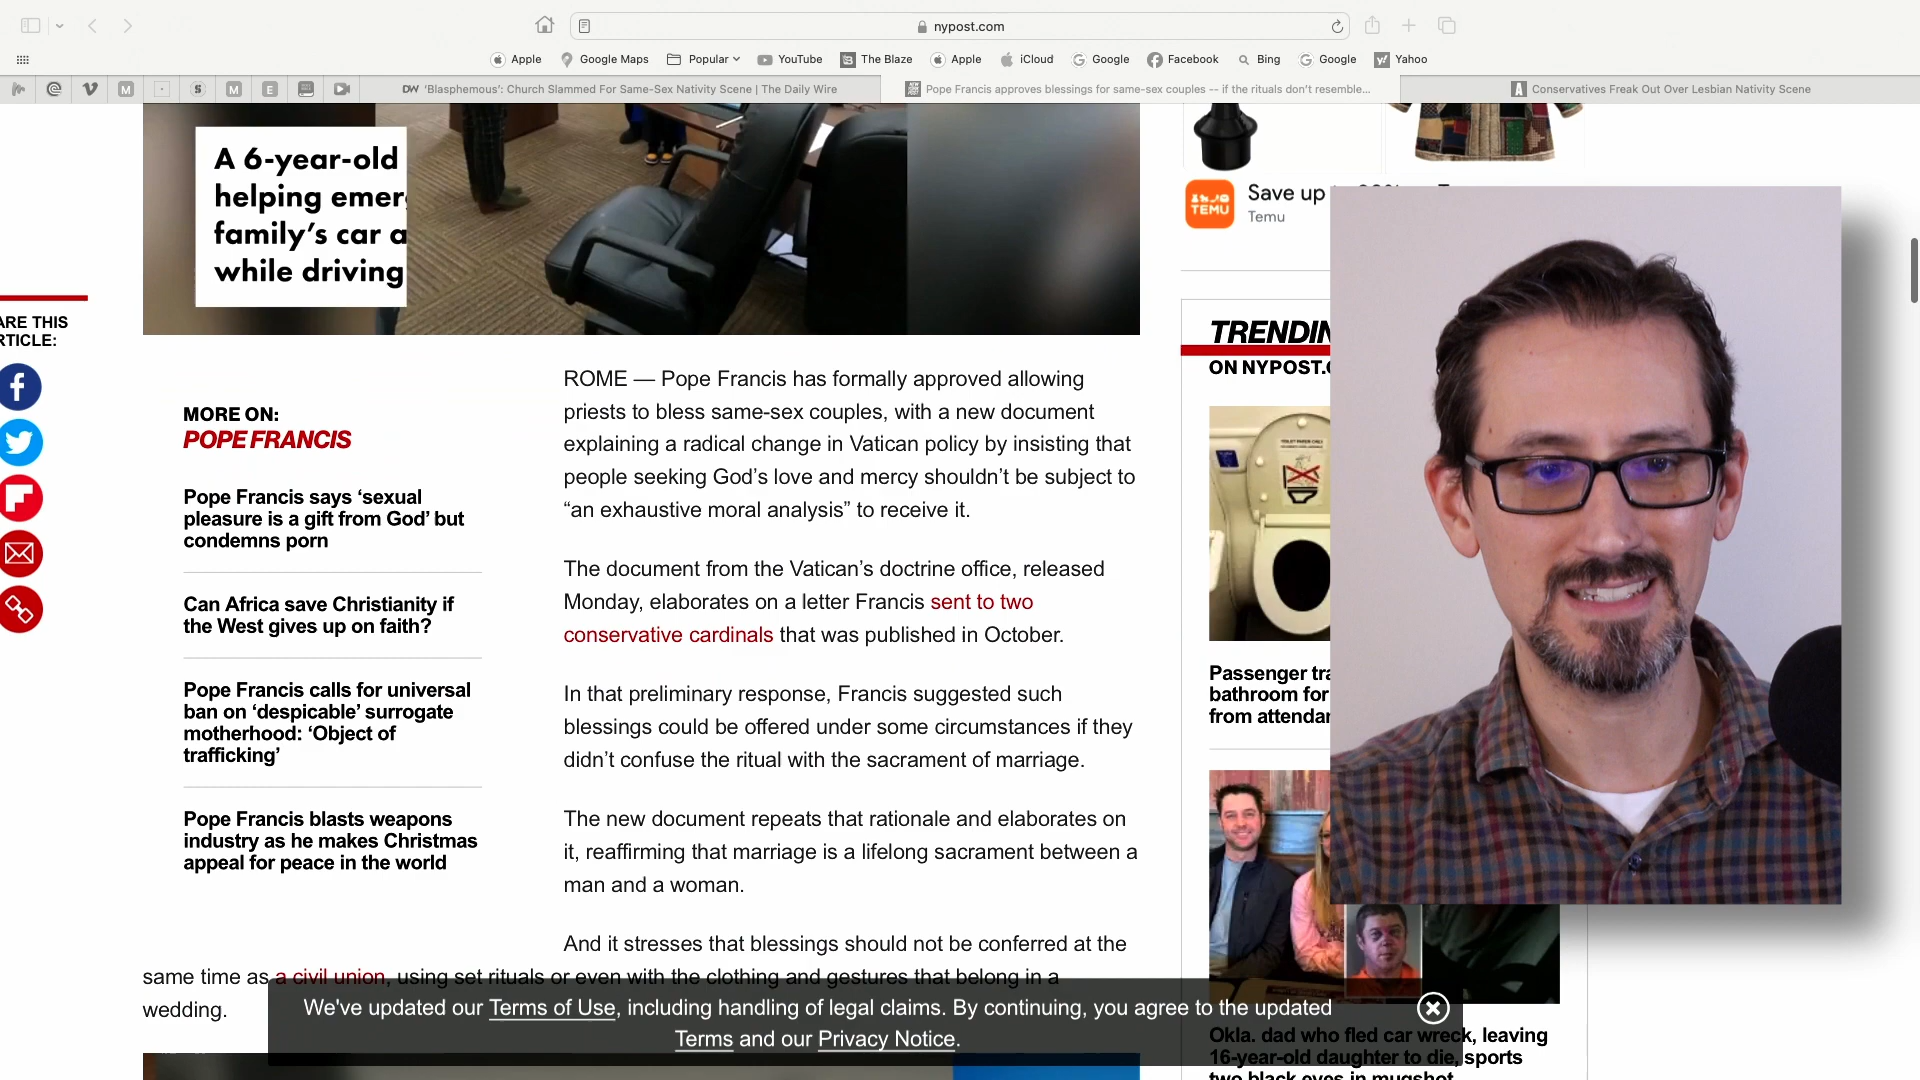 nypost.com
Apple
Google Maps
Popular
YouTube
The Blaze
Apple
iCloud
Google
Facebook
Bing
Google
Yahoo
DW 'Blasphemous': Church Slammed For Same-Sex Nativity Scene | The Daily Wire
Pope Francis approves blessings for same-sex couples -- if the rituals don't resemble...
Conservatives Freak Out Over Lesbian Nativity Scene
A 6-year-old
helping emer
family's car a
while driving
ARE THIS
RTICLE:
MORE ON:
POPE FRANCIS
Pope Francis says 'sexual
pleasure is a gift from God' but
condemns porn
Can Africa save Christianity if
the West gives up on faith?
Pope Francis calls for universal
ban on 'despicable' surrogate
motherhood: 'Object of
trafficking'
Pope Francis blasts weapons
industry as he makes Christmas
appeal for peace in the world
ROME — Pope Francis has formally approved allowing
priests to bless same-sex couples, with a new document
explaining a radical change in Vatican policy by insisting that
people seeking God's love and mercy shouldn't be subject to
“an exhaustive moral analysis” to receive it.
The document from the Vatican's doctrine office, released
Monday, elaborates on a letter Francis sent to two
conservative cardinals that was published in October.
In that preliminary response, Francis suggested such
blessings could be offered under some circumstances if they
didn't confuse the ritual with the sacrament of marriage.
The new document repeats that rationale and elaborates on
it, reaffirming that marriage is a lifelong sacrament between a
man and a woman.
And it stresses that blessings should not be conferred at the
same time as a civil union, using set rituals or even with the clothing and gestures that belong in a
wedding.
TEMU
Save up
Temu
TRENDIN
ON NYPOST.C
Passenger tra
bathroom for
from attendar
Okla. dad who fled car wreck, leaving
16-year-old daughter to die, sports
two black eyes in mugshot
We've updated our Terms of Use, including handling of legal claims. By continuing, you agree to the updated
Terms and our Privacy Notice.